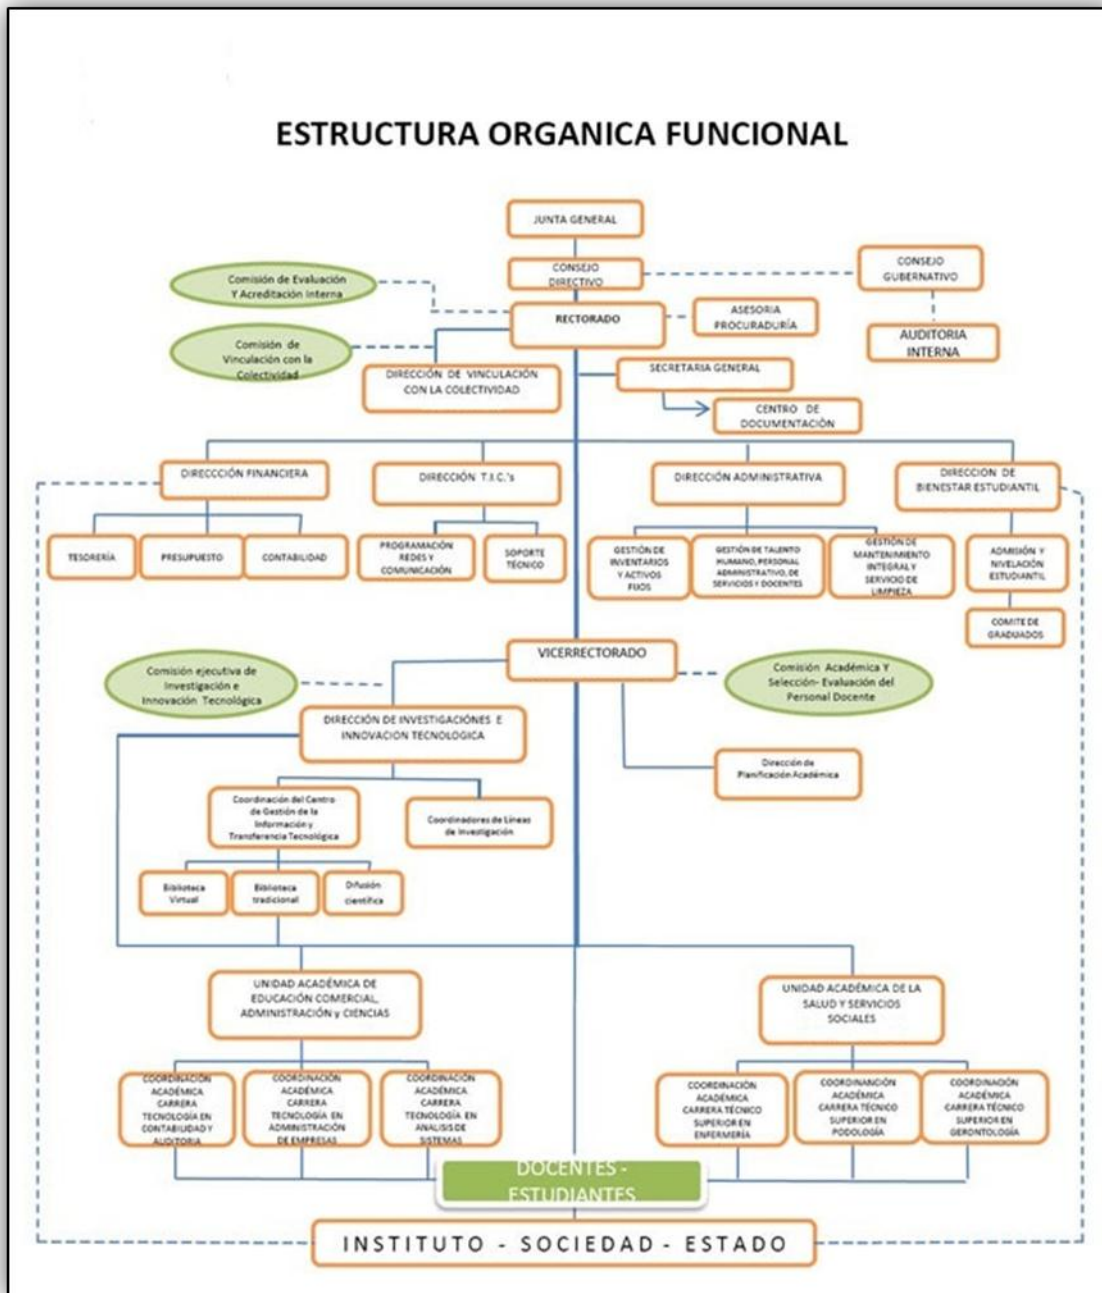 ESTRUCTURA ORGANICA FUNCIONAL
JUNTA GENERAL
CONSEJO
DIRECTIVO
CONSEJO
GUBERNATIVO
Comisión de Evaluación
Y Acreditación Interna
RECTORADO
ASESORIA
PROCURADURÍA
AUDITORIA
INTERNA
Comisión de
Vinculación con la
Colectividad
DIRECCIÓN DE VINCULACIÓN
CON LA COLECTIVIDAD
SECRETARIA GENERAL
CENTRO DE
DOCUMENTACIÓN
DIRECCCIÓN FINANCIERA
DIRECCIÓN T.I.C.'s
DIRECCIÓN ADMINISTRATIVA
DIRECCION DE
BIENESTAR ESTUDIANTIL
TESORERÍA
PRESUPUESTO
CONTABILIDAD
PROGRAMACIÓN
REDES Y
COMUNICACIÓN
SOPORTE
TÉCNICO
GESTIÓN DE
INVENTARIOS
Y ACTIVOS
FIJOS
GESTIÓN DE TALENTO
HUMANO, PERSONAL
ADMINISTRATIVO, DE
SERVICIOS Y DOCENTES
GESTIÓN DE
MANTENIMIENTO
INTEGRAL Y
SERVICIO DE
LIMPIEZA
ADMISIÓN Y
NIVELACIÓN
ESTUDIANTIL
COMITE DE
GRADUADOS
VICERRECTORADO
Comisión ejecutiva de
Investigación e
Innovación Tecnológica
Comisión Académica Y
Selección- Evaluación del
Personal Docente
DIRECCIÓN DE INVESTIGACIÓNES E
INNOVACION TECNOLOGICA
Dirección de
Planificación Académica
Coordinación del Centro
de Gestión de la
Información y
Transferencia Tecnológica
Coordinadores de Líneas
de Investigación
Biblioteca
Virtual
Biblioteca
tradicional
Difusión
científica
UNIDAD ACADÉMICA DE
EDUCACIÓN COMERCIAL,
ADMINISTRACIÓN y CIENCIAS
UNIDAD ACADÉMICA DE LA
SALUD Y SERVICIOS
SOCIALES
COORDINACIÓN
ACADÉMICA
CARRERA
TECNOLOGÍA EN
CONTABILIDAD Y
AUDITORIA
COORDINACIÓN
ACADÉMICA
CARRERA
TECNOLOGÍA EN
ADMINISTRACIÓN
DE EMPRESAS
COORDINACIÓN
ACADÉMICA
CARRERA
TECNOLOGÍA EN
ANALISIS DE
SISTEMAS
COORDINACIÓN
ACADÉMICA
CARRERA TÉCNICO
SUPERIOR EN
ENFERMERÍA
COORDINANCIÓN
ACADÉMICA
CARRERA TÉCNICO
SUPERIOR EN
PODOLOGÍA
COORDINACIÓN
ACADÉMICA
CARRERA TÉCNICO
SUPERIOR EN
GERONTOLOGÍA
DOCENTES -
ESTUDIANTES
INSTITUTO - SOCIEDAD - ESTADO